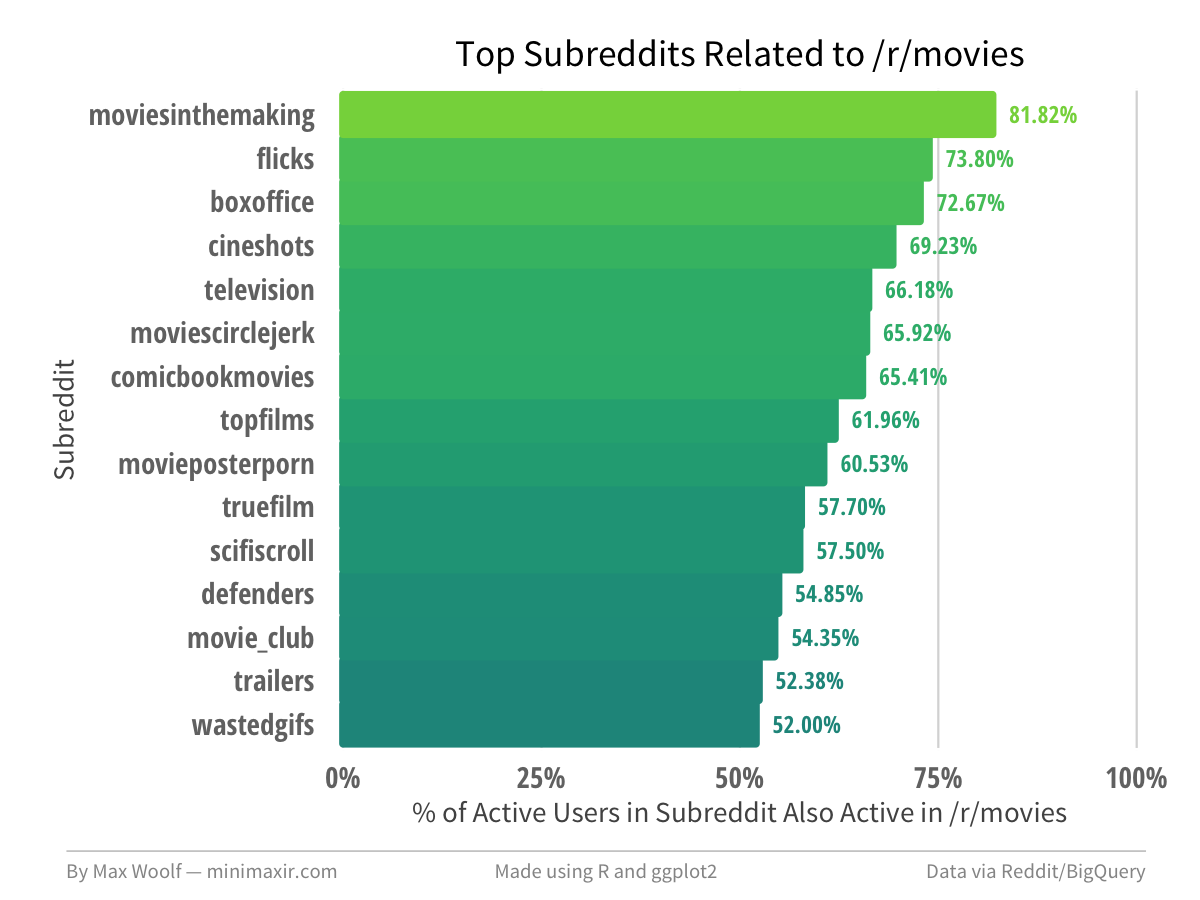 Top Subreddits Related to /r/movies
moviesinthemaking 81.82%
flicks 73.80%
boxoffice 72.67%
cineshots 69.23%
television 66.18%
moviescirclejerk 65.92%
comicbookmovies 65.41%
topfilms 61.96%
movieposterporn 60.53%
truefilm 57.70%
scifiscroll 57.50%
defenders 54.85%
movie_club 54.35%
trailers 52.38%
wastedgifs 52.00%
Subreddit
0% 25% 50% 75% 100%
% of Active Users in Subreddit Also Active in /r/movies
By Max Woolf — minimaxir.com Made using R and ggplot2 Data via Reddit/BigQuery